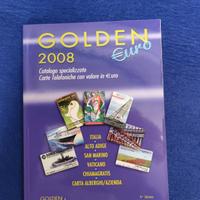 GOLDEN
€uro
2008
Catalogo specializzato
Carte Telefoniche con valore in €uro
ITALIA
ALTO ADIGE
SAN MARINO
VATICANO
CHIAMAGRATIS
CARTA ALBERGHI/AZIENDA
GOLDEN